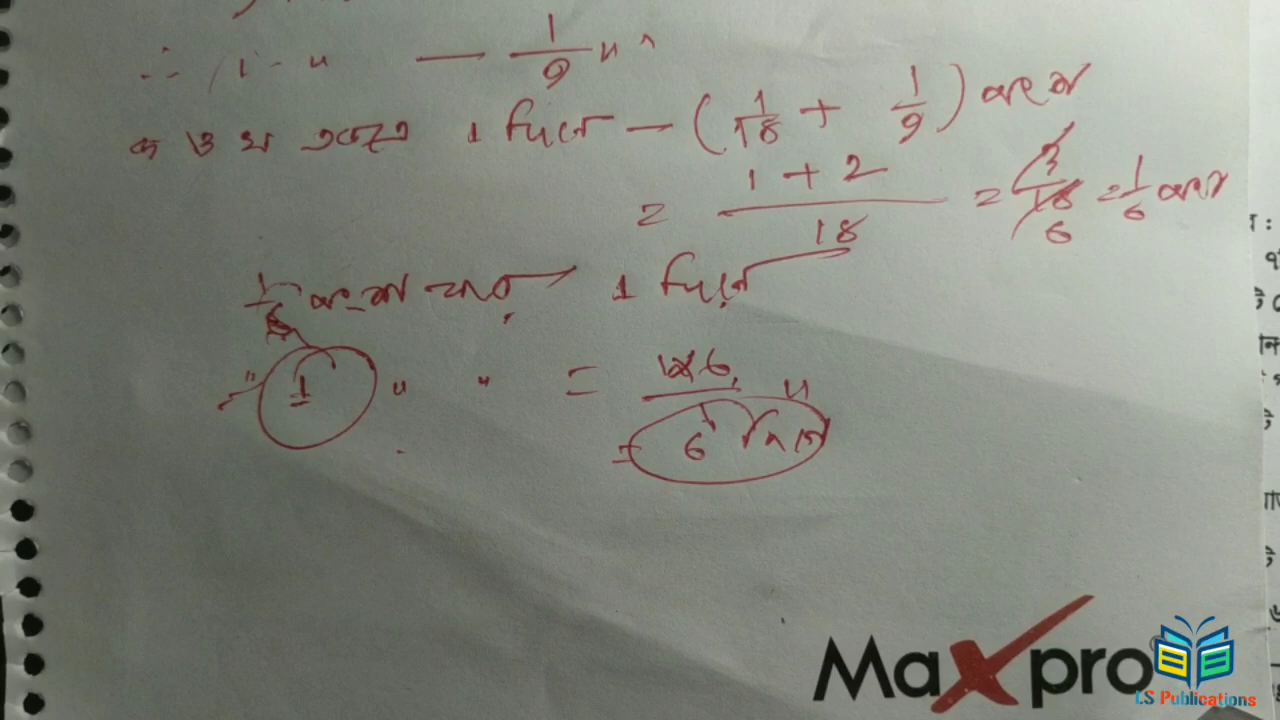 ∴ 1 " — 1/9 "
ক ও খ একত্রে 1 দিনে — (1/18 + 1/9) অংশ
= 1 + 2 / 18 = 3/18 = 1/6 অংশ
1/6 অংশ করে 1 দিনে
" 1 " " = 1×6/1 "
= 6 দিনে
Maxpro
LS Publications